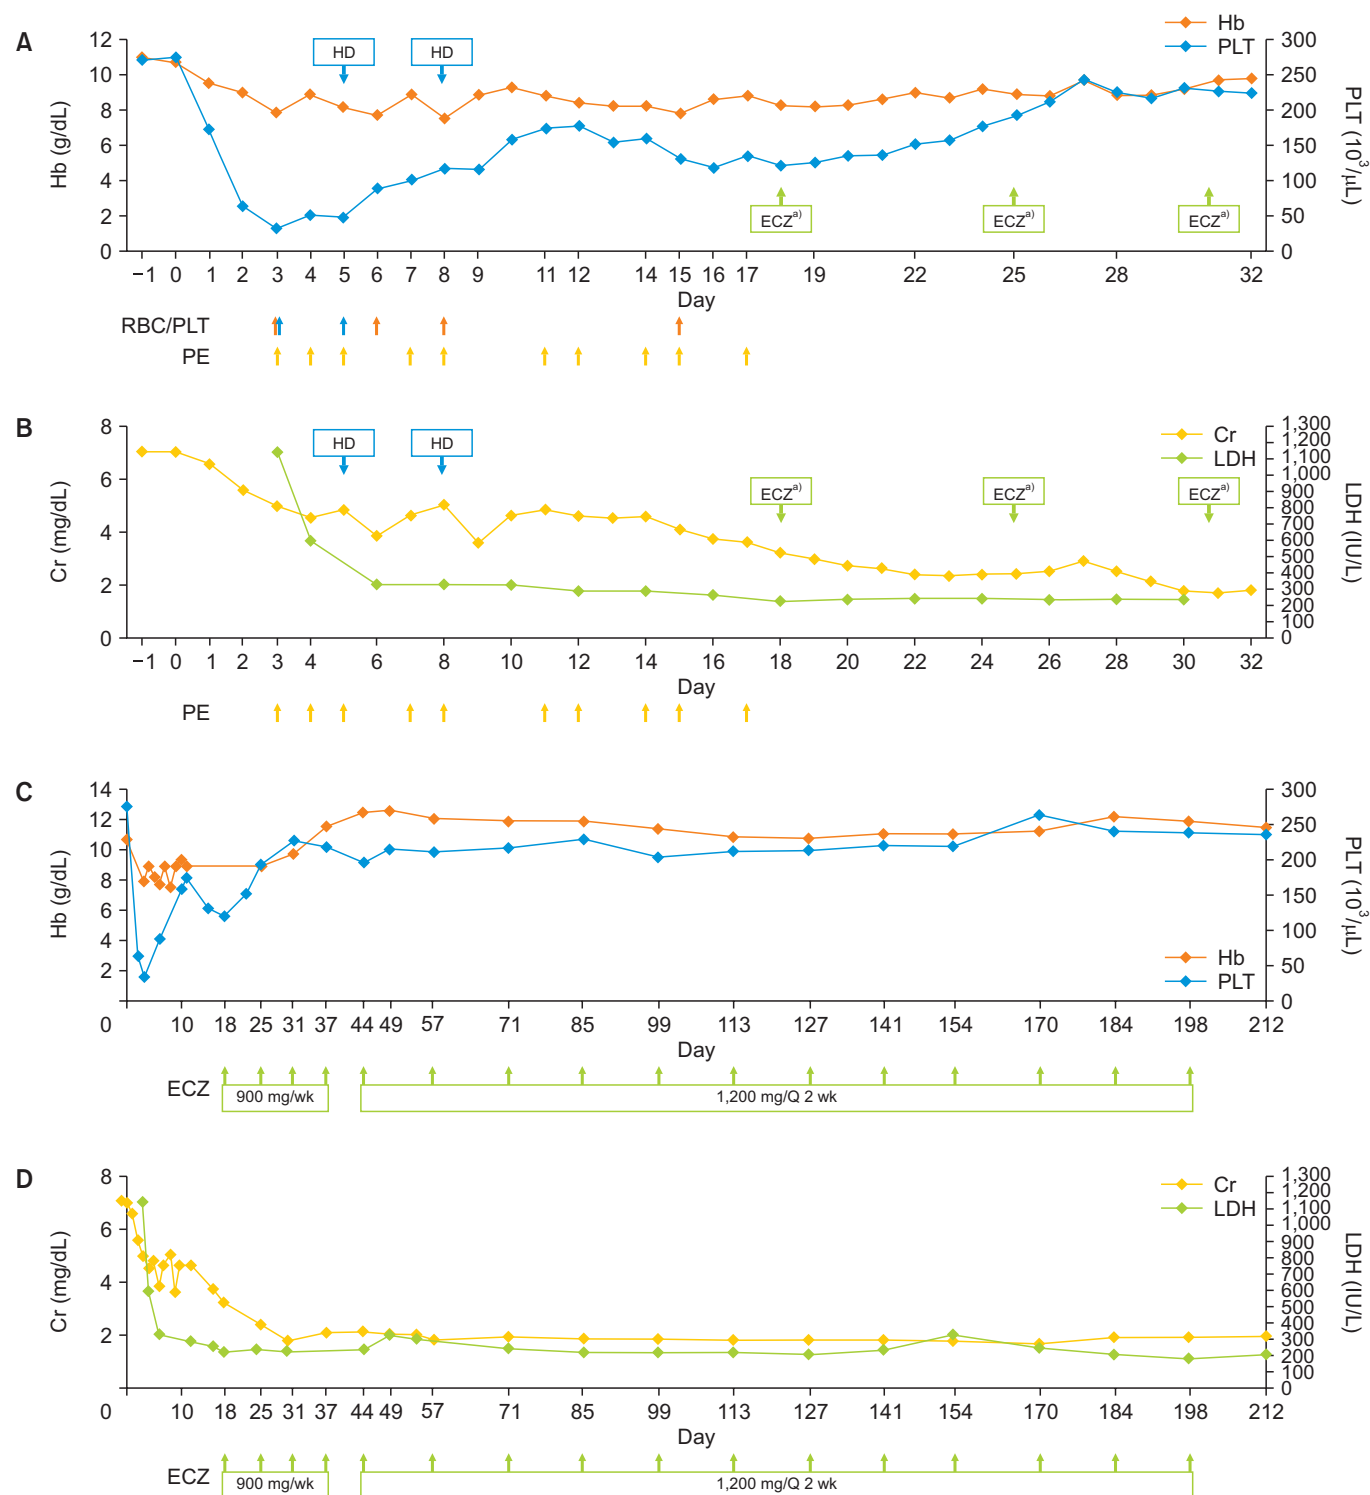 A
Hb
PLT
HD
HD
12
10
8
6
4
2
0
Hb (g/dL)
300
250
200
150
100
50
0
PLT (10³/μL)
ECZa)
ECZa)
ECZa)
−1 0 1 2 3 4 5 6 7 8 9 11 12 14 15 16 17 19 22 25 28 32
Day
RBC/PLT
PE
B
Cr
LDH
HD
HD
8
6
4
2
0
Cr (mg/dL)
1,300
1,200
1,100
1,000
900
800
700
600
500
400
300
200
100
0
LDH (IU/L)
ECZa)
ECZa)
ECZa)
−1 0 1 2 3 4 6 8 10 12 14 16 18 20 22 24 26 28 30 32
Day
PE
C
14
12
10
8
6
4
2
Hb (g/dL)
300
250
200
150
100
50
0
PLT (10³/μL)
Hb
PLT
0 10 18 25 31 37 44 49 57 71 85 99 113 127 141 154 170 184 198 212
Day
ECZ
900 mg/wk
1,200 mg/Q 2 wk
D
Cr
LDH
8
6
4
2
Cr (mg/dL)
1,300
1,200
1,100
1,000
900
800
700
600
500
400
300
200
100
0
LDH (IU/L)
0 10 18 25 31 37 44 49 57 71 85 99 113 127 141 154 170 184 198 212
Day
ECZ
900 mg/wk
1,200 mg/Q 2 wk